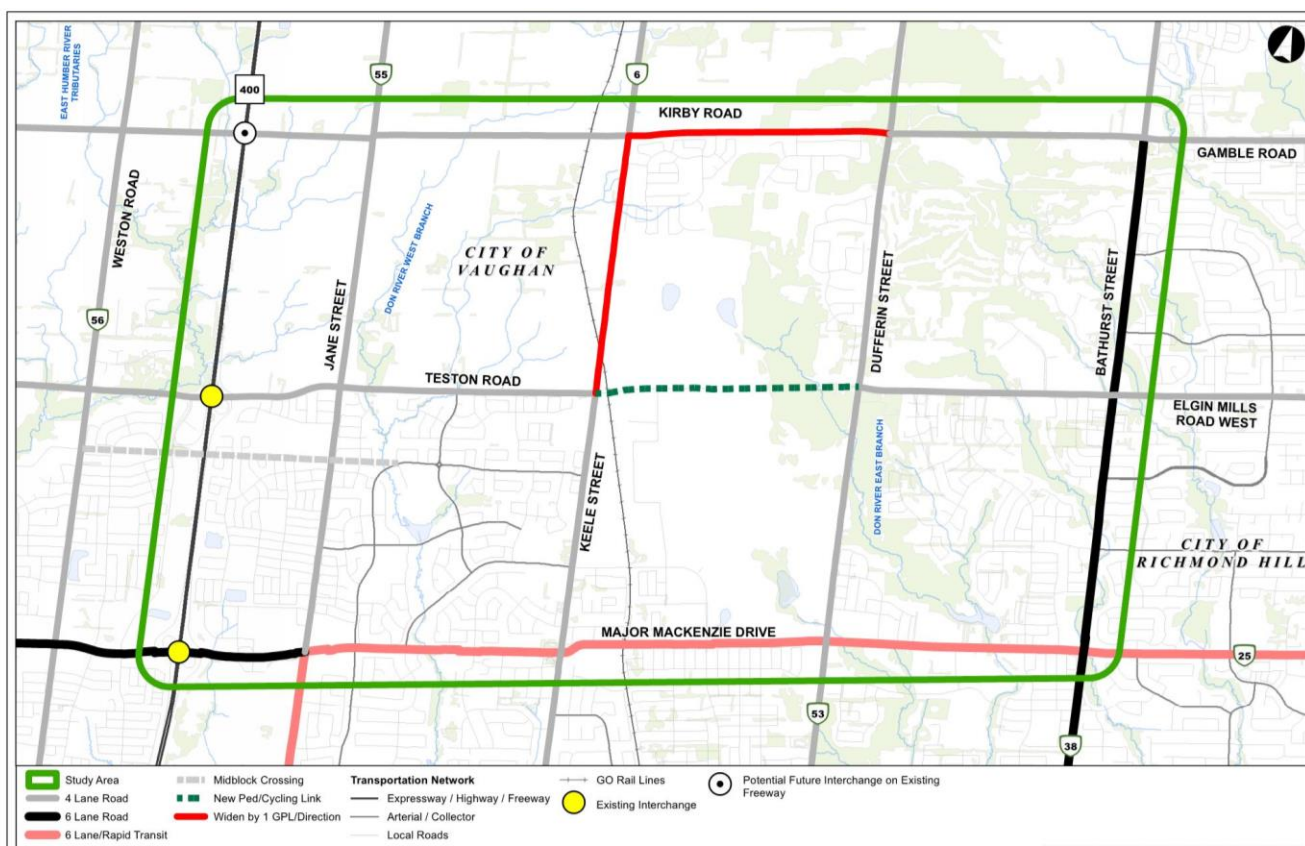 EAST HUMBER RIVER
TRIBUTARIES
400
55
6
KIRBY ROAD
GAMBLE ROAD
WESTON ROAD
DON RIVER WEST BRANCH
CITY OF
VAUGHAN
JANE STREET
DUFFERIN STREET
BATHURST STREET
56
TESTON ROAD
ELGIN MILLS
ROAD WEST
KEELE STREET
DON RIVER EAST BRANCH
CITY OF
RICHMOND HILL
MAJOR MACKENZIE DRIVE
25
53
38
Study Area
4 Lane Road
6 Lane Road
6 Lane/Rapid Transit
Midblock Crossing
New Ped/Cycling Link
Widen by 1 GPL/Direction
Transportation Network
Expressway / Highway / Freeway
Arterial / Collector
Local Roads
GO Rail Lines
Existing Interchange
Potential Future Interchange on Existing
Freeway